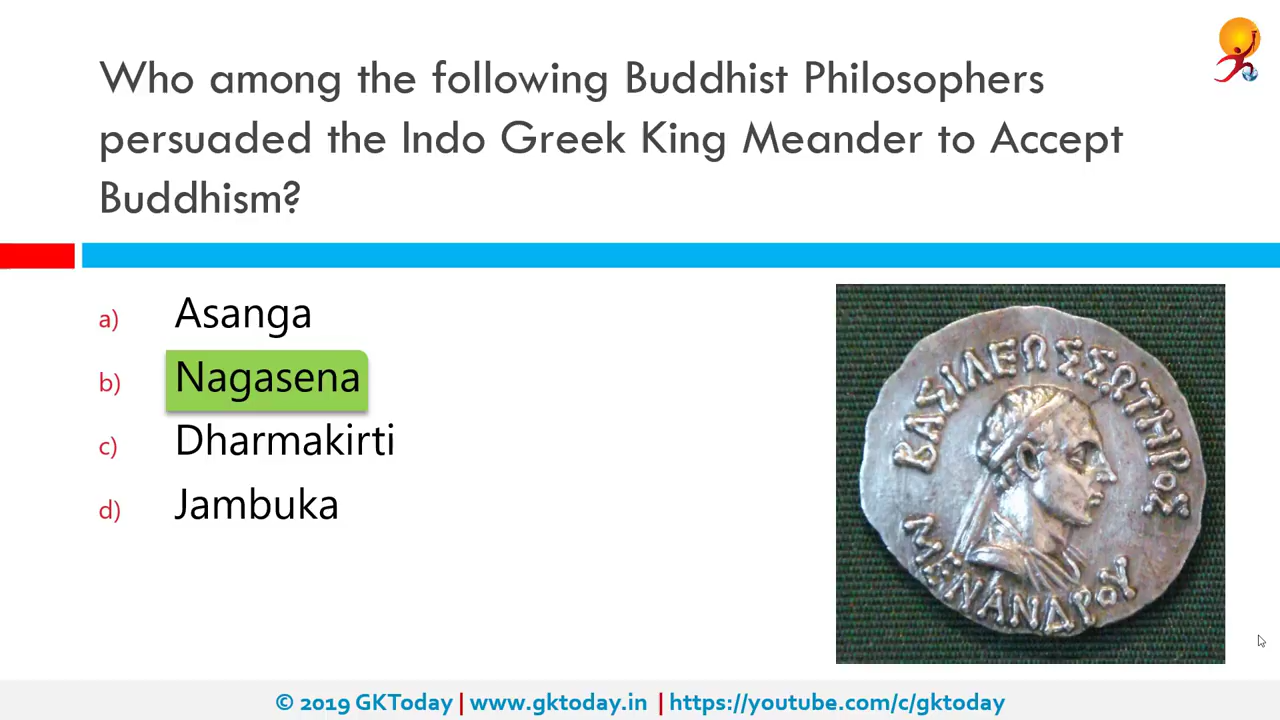 Who among the following Buddhist Philosophers
persuaded the Indo Greek King Meander to Accept
Buddhism?
a) Asanga
b) Nagasena
c) Dharmakirti
d) Jambuka
ΒΑΣΙΛΕΩΣ ΣΩΤΗΡΟΣ
ΜΕΝΑΝΔΡΟΥ
© 2019 GKToday | www.gktoday.in | https://youtube.com/c/gktoday